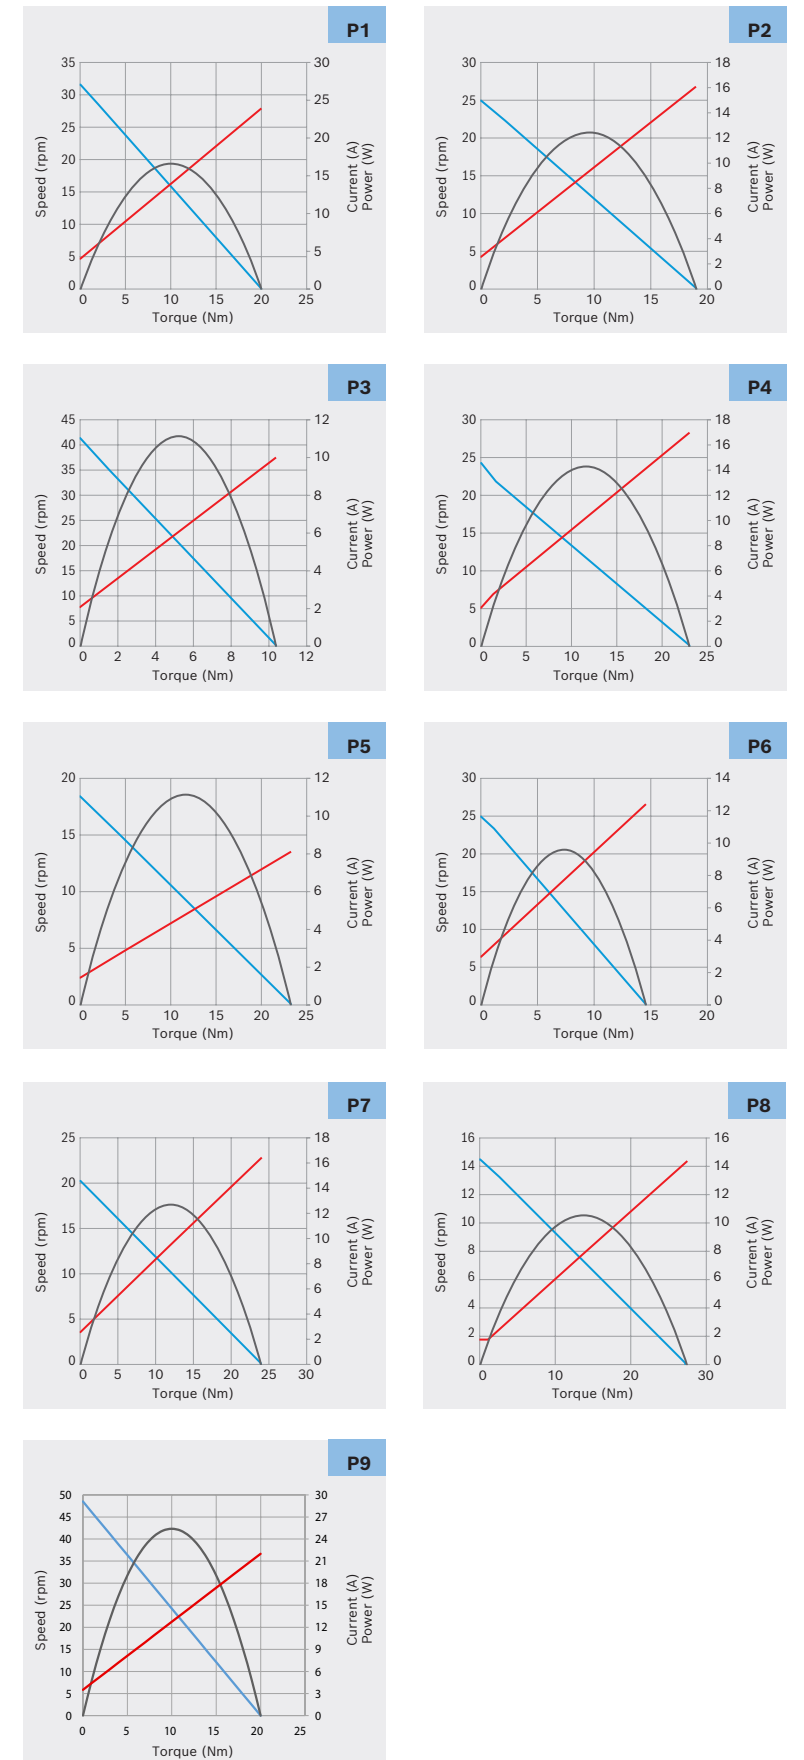 P1
35 30 25 20 15 10 5 0
30 25 20 15 10 5 0
0 5 10 15 20 25
Speed (rpm)
Current (A)
Power (W)
Torque (Nm)
P2
30 25 20 15 10 5 0
18 16 14 12 10 8 6 4 2 0
0 5 10 15 20
Speed (rpm)
Current (A)
Power (W)
Torque (Nm)
P3
45 40 35 30 25 20 15 10 5 0
12 10 8 6 4 2 0
0 2 4 6 8 10 12
Speed (rpm)
Current (A)
Power (W)
Torque (Nm)
P4
30 25 20 15 10 5 0
18 16 14 12 10 8 6 4 2 0
0 5 10 15 20 25
Speed (rpm)
Current (A)
Power (W)
Torque (Nm)
P5
20 15 10 5 0
12 10 8 6 4 2 0
0 5 10 15 20 25
Speed (rpm)
Current (A)
Power (W)
Torque (Nm)
P6
30 25 20 15 10 5 0
14 12 10 8 6 4 2 0
0 5 10 15 20
Speed (rpm)
Current (A)
Power (W)
Torque (Nm)
P7
25 20 15 10 5 0
18 16 14 12 10 8 6 4 2 0
0 5 10 15 20 25 30
Speed (rpm)
Current (A)
Power (W)
Torque (Nm)
P8
16 14 12 10 8 6 4 2 0
16 14 12 10 8 6 4 2 0
0 10 20 30
Speed (rpm)
Current (A)
Power (W)
Torque (Nm)
P9
50 45 40 35 30 25 20 15 10 5 0
30 27 24 21 18 15 12 9 6 3 0
0 5 10 15 20 25
Speed (rpm)
Current (A)
Power (W)
Torque (Nm)